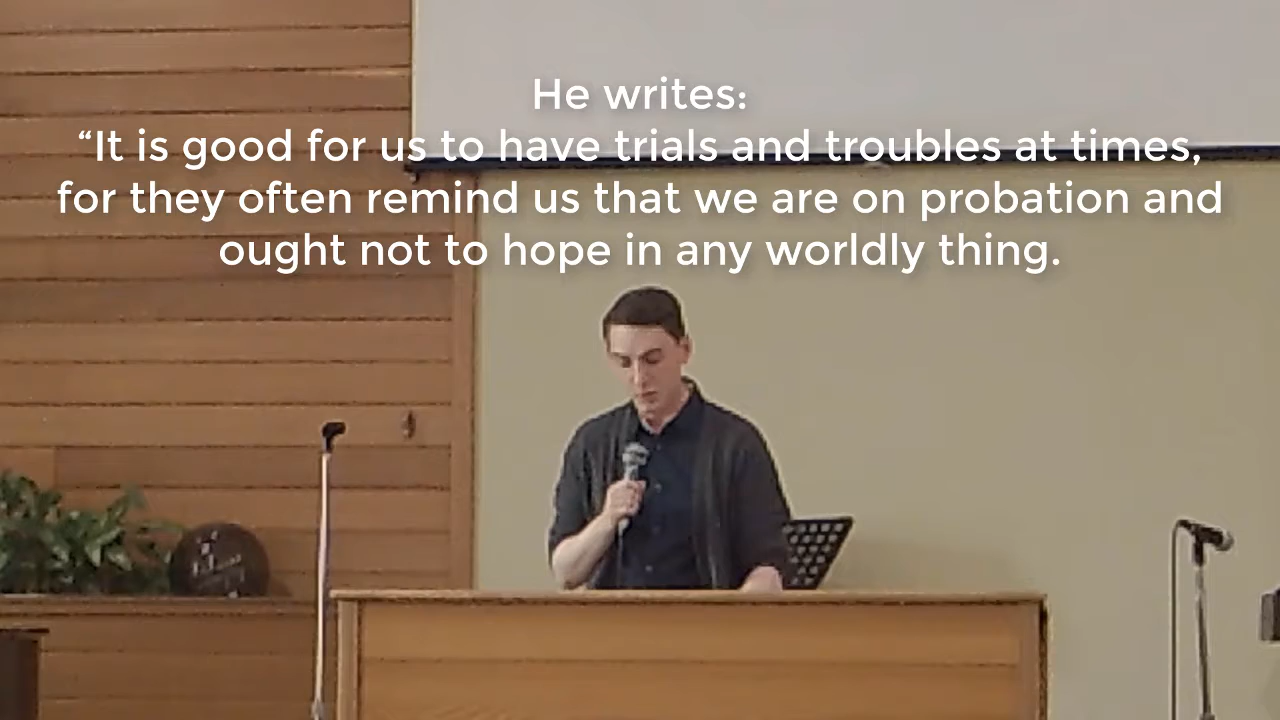 He writes:
“It is good for us to have trials and troubles at times,
for they often remind us that we are on probation and
ought not to hope in any worldly thing.